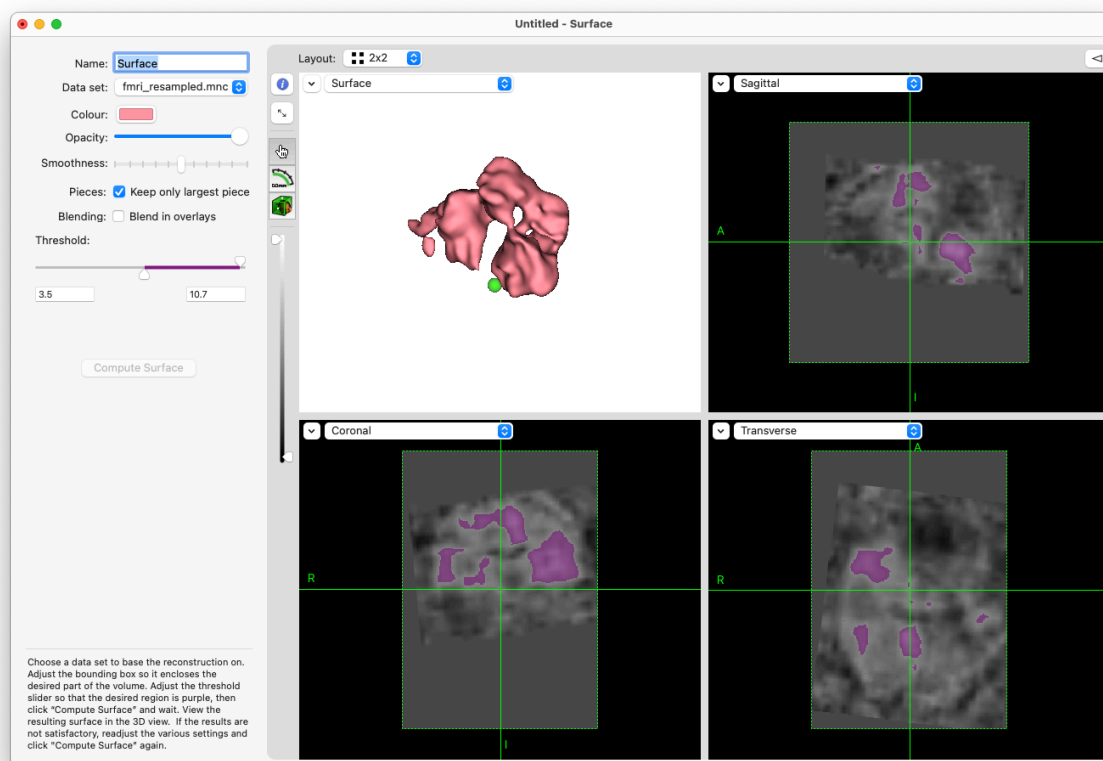 Untitled - Surface
Name: Surface
Data set: fmri_resampled.mnc
Colour:
Opacity:
Smoothness:
Pieces: Keep only largest piece
Blending: Blend in overlays
Threshold:
3.5 10.7
Compute Surface
Choose a data set to base the reconstruction on.
Adjust the bounding box so it encloses the
desired part of the volume. Adjust the threshold
slider so that the desired region is purple, then
click "Compute Surface" and wait. View the
resulting surface in the 3D view.  If the results are
not satisfactory, readjust the various settings and
click "Compute Surface" again.
Layout: 2x2
Surface
Sagittal
A
I
Coronal
R
I
Transverse
A
R